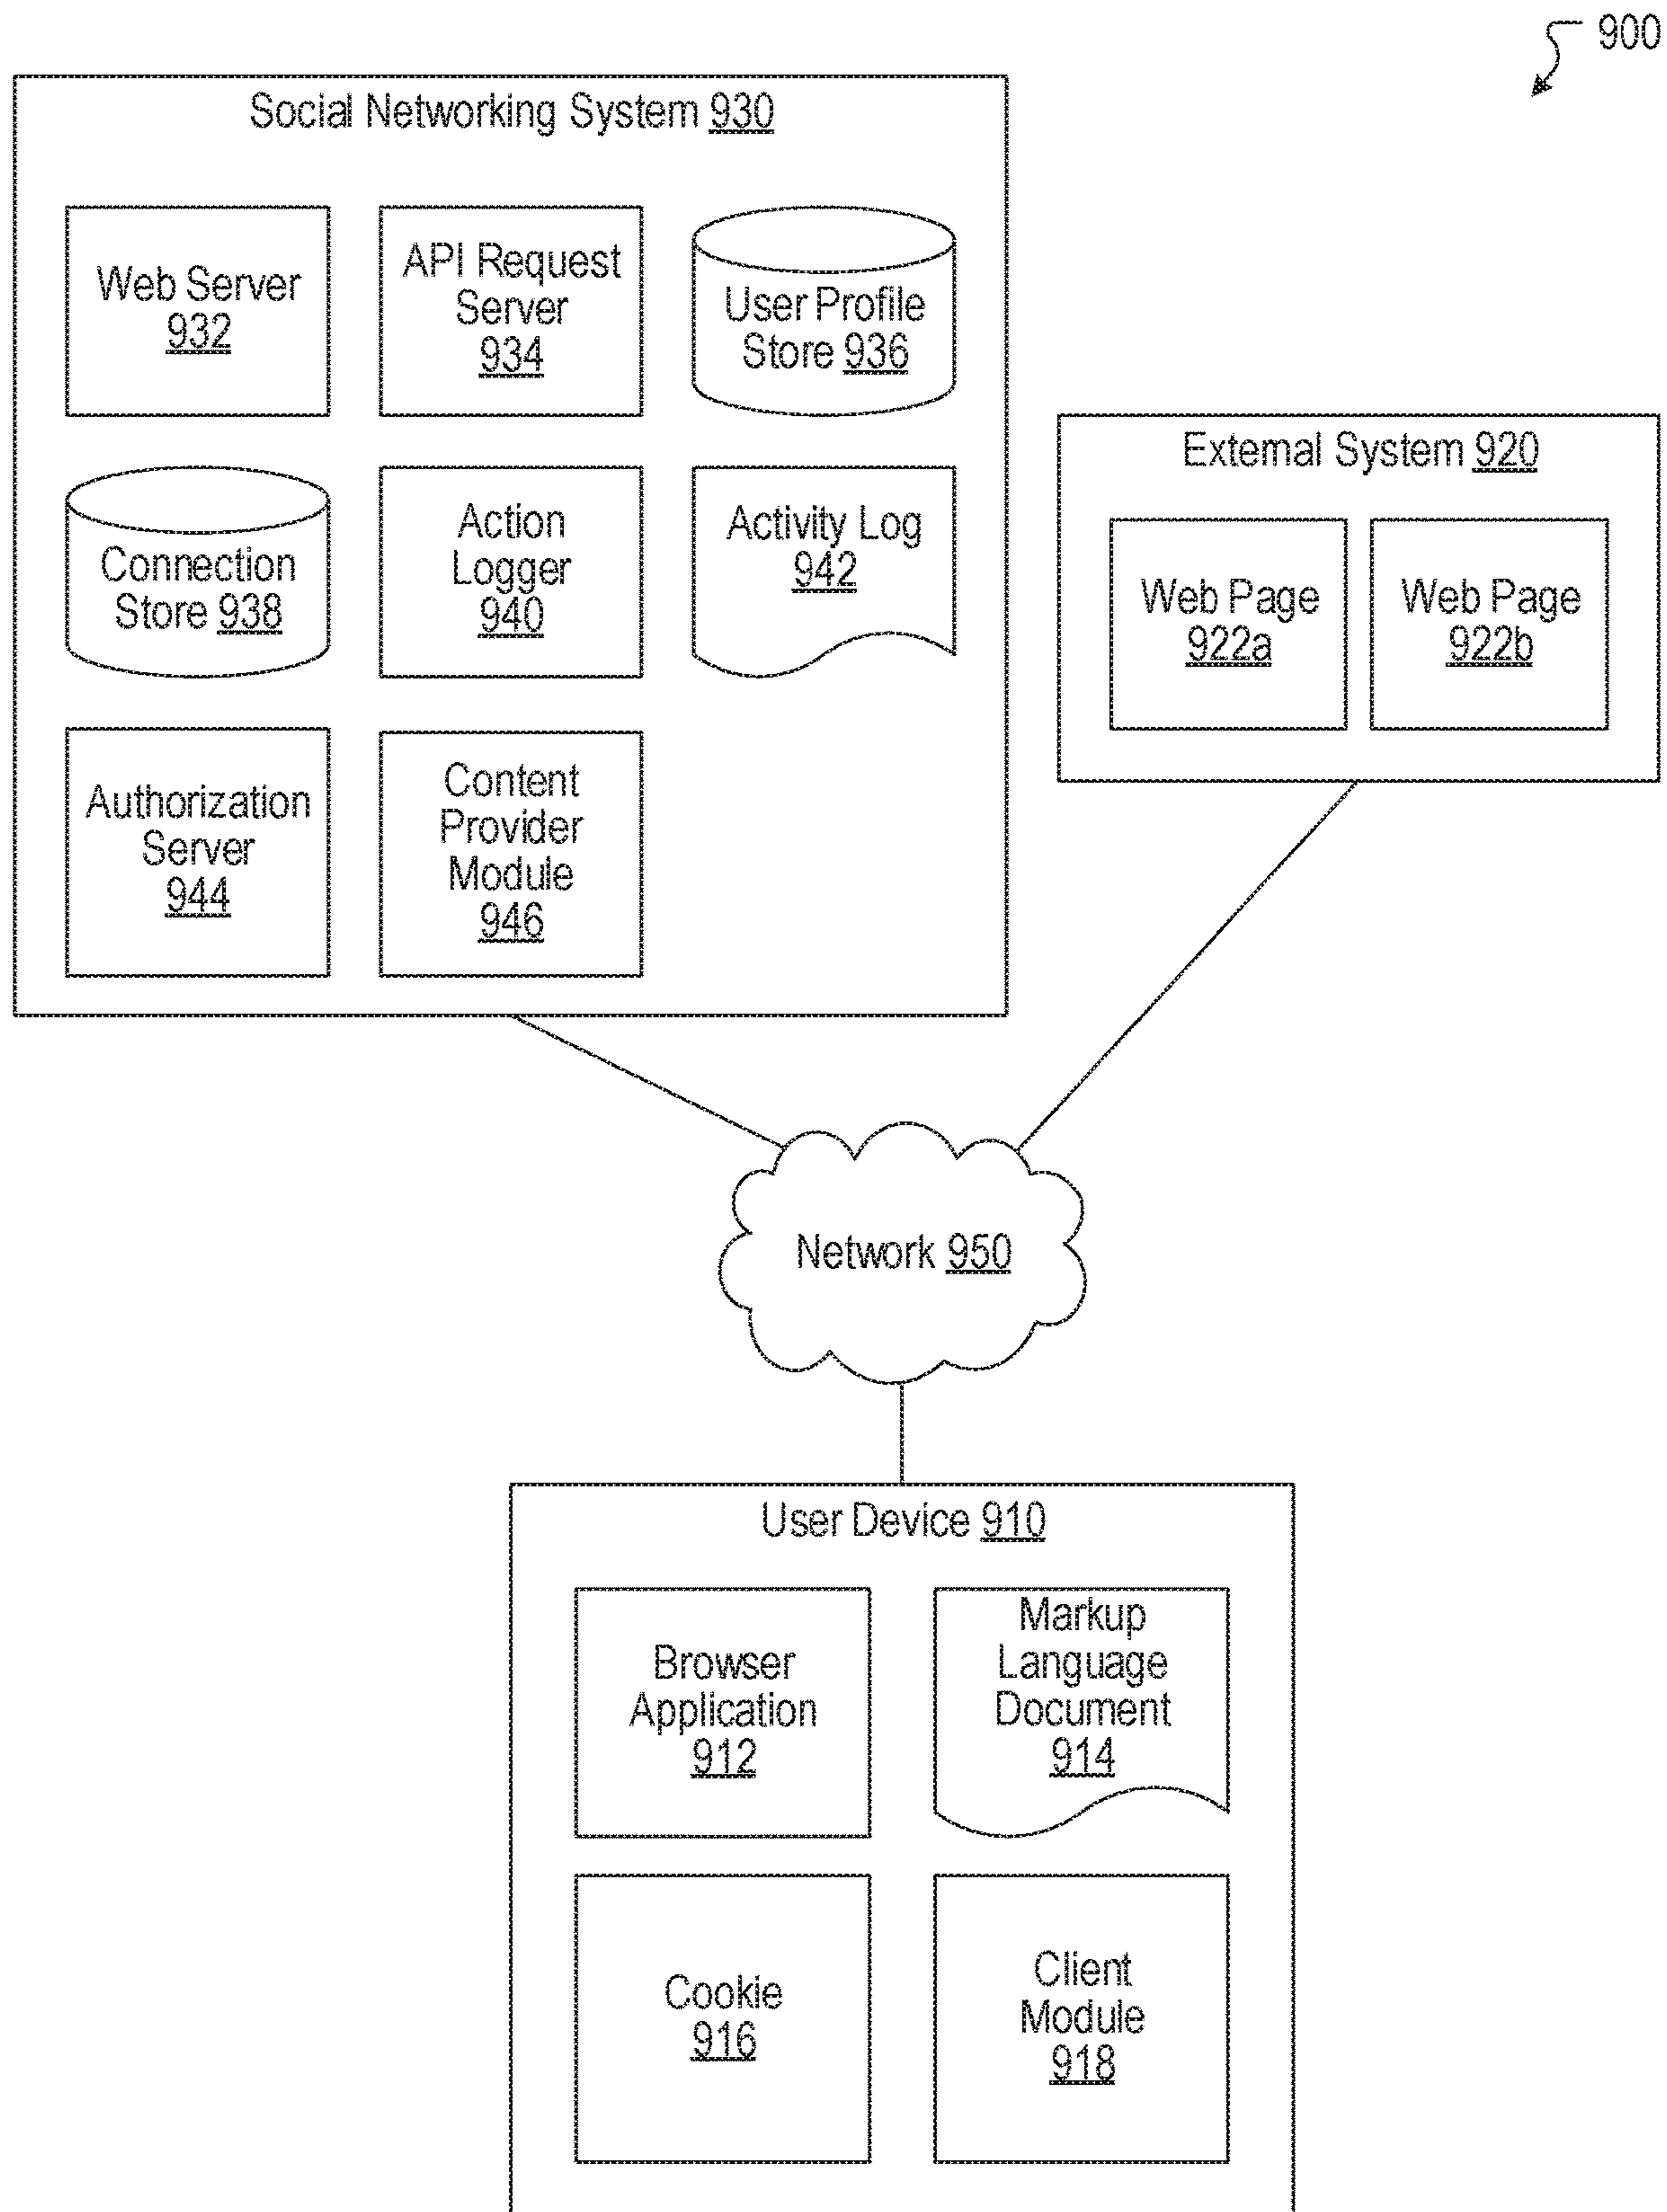 900
Social Networking System 930
Web Server
932
API Request
Server
934
User Profile
Store 936
Connection
Store 938
Action
Logger
940
Activity Log
942
Authorization
Server
944
Content
Provider
Module
946
External System 920
Web Page
922a
Web Page
922b
Network 950
User Device 910
Browser
Application
912
Markup
Language
Document
914
Cookie
916
Client
Module
918